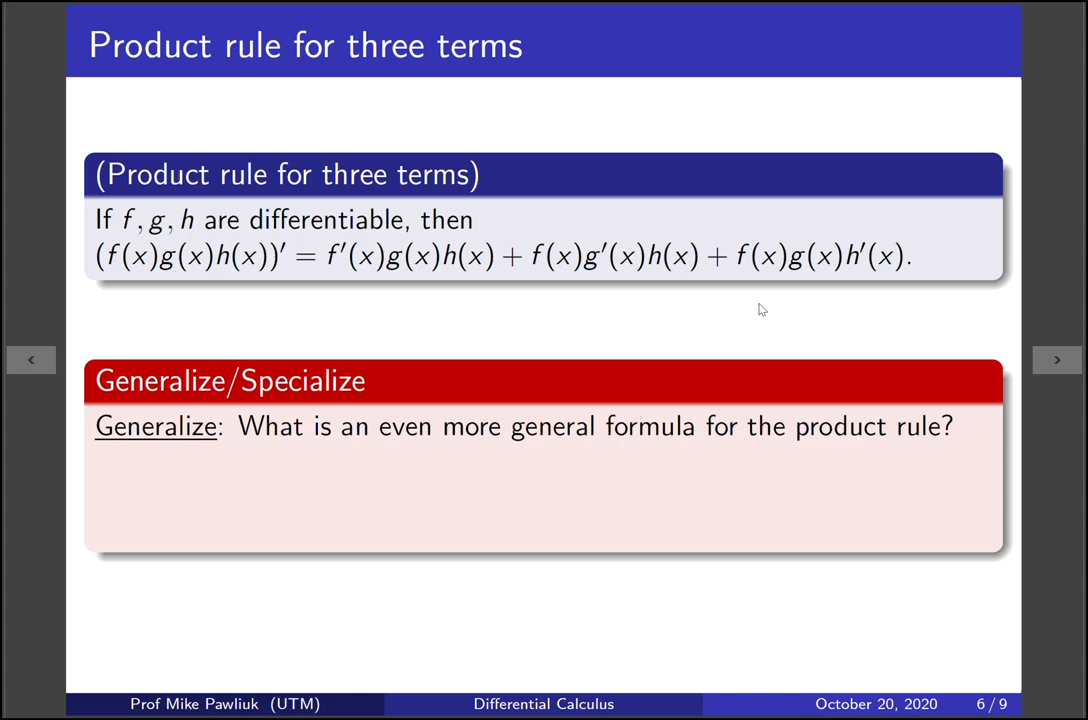 Product rule for three terms
(Product rule for three terms)
If f, g, h are differentiable, then
(f(x)g(x)h(x))′ = f′(x)g(x)h(x) + f(x)g′(x)h(x) + f(x)g(x)h′(x).
Generalize/Specialize
Generalize: What is an even more general formula for the product rule?
Prof Mike Pawliuk (UTM) Differential Calculus October 20, 2020 6 / 9